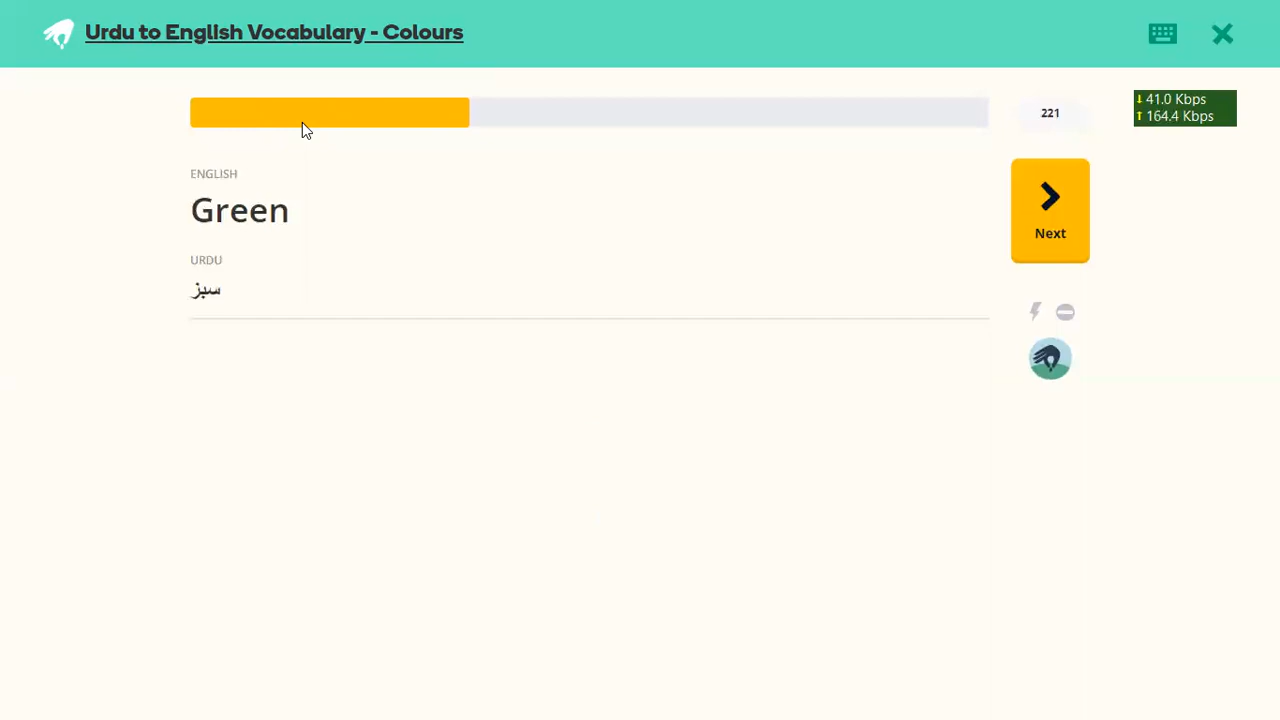 Urdu to English Vocabulary - Colours
41.0 Kbps
164.4 Kbps
221
ENGLISH
Green
URDU
سبز
Next